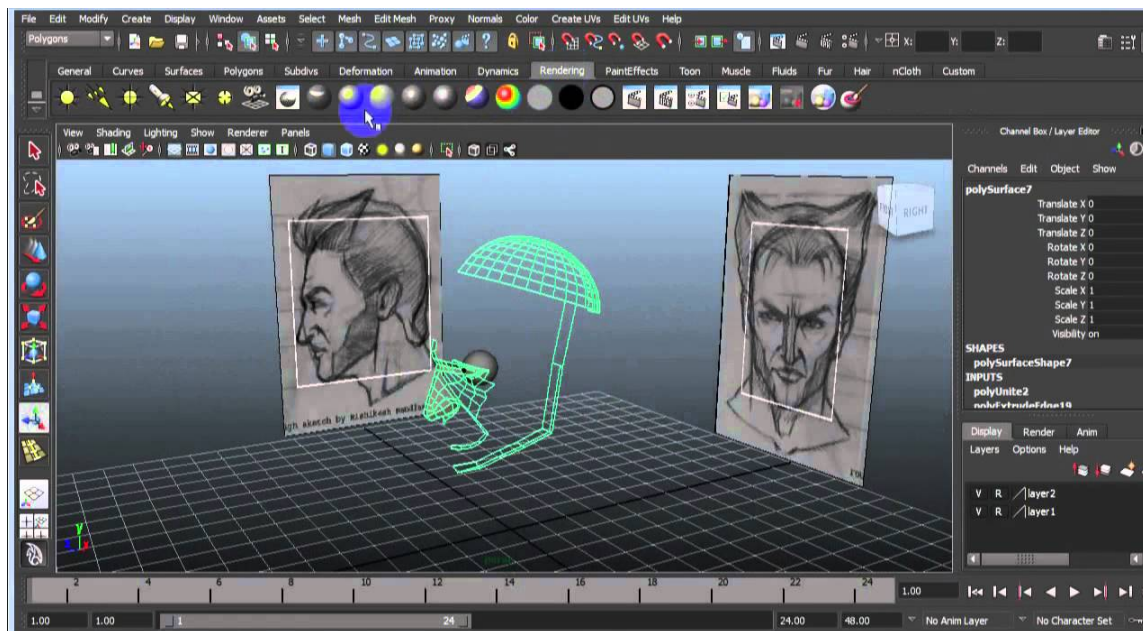 File Edit Modify Create Display Window Assets Select Mesh Edit Mesh Proxy Normals Color Create UVs Edit UVs Help
Polygons X: Y: Z:
General Curves Surfaces Polygons Subdivs Deformation Animation Dynamics Rendering PaintEffects Toon Muscle Fluids Fur Hair nCloth Custom
View Shading Lighting Show Renderer Panels
Channel Box / Layer Editor
Channels Edit Object Show
polySurface7
Translate X 0
Translate Y 0
Translate Z 0
Rotate X 0
Rotate Y 0
Rotate Z 0
Scale X 1
Scale Y 1
Scale Z 1
Visibility on
SHAPES
polySurfaceShape7
INPUTS
polyUnite2
polyExtrudeEdge19
RIGHT
sketch by
Display Render Anim
Layers Options Help
V R layer2
V R layer1
y
persp
2 4 6 8 10 12 14 16 18 20 22 24 1.00
1.00 1.00 1 24 24.00 48.00 No Anim Layer No Character Set